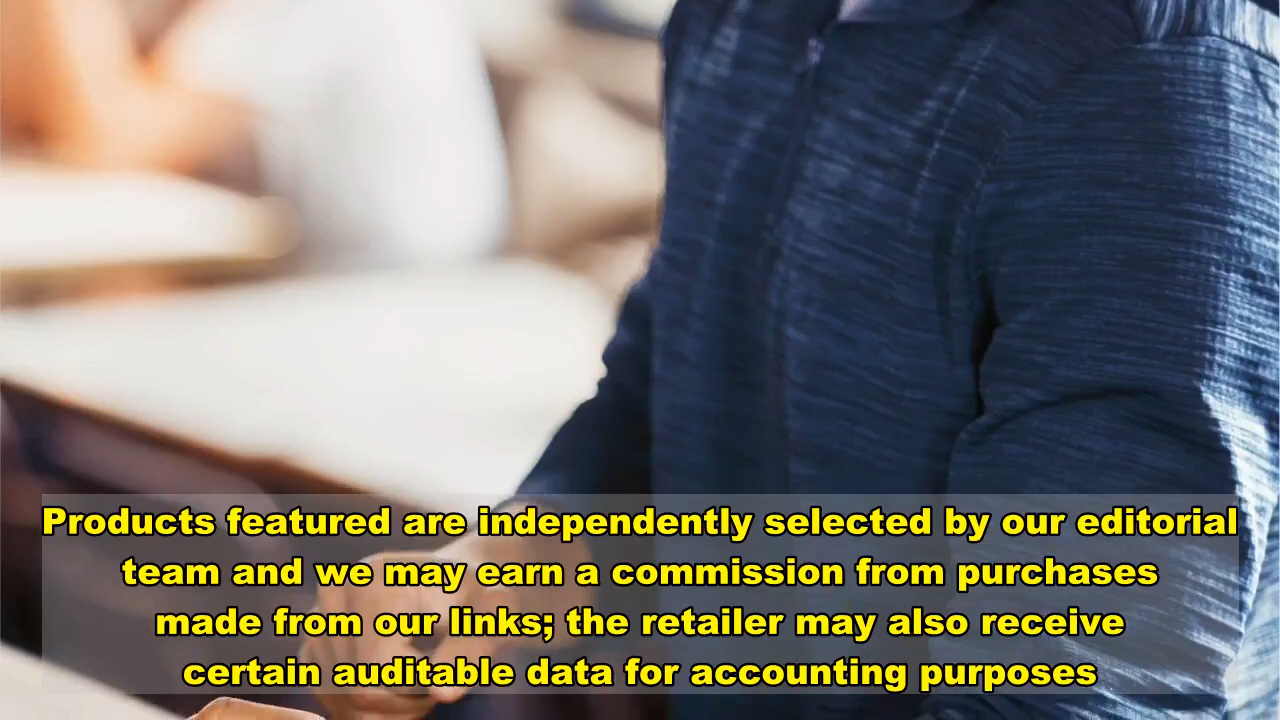 Products featured are independently selected by our editorial
team and we may earn a commission from purchases
made from our links; the retailer may also receive
certain auditable data for accounting purposes